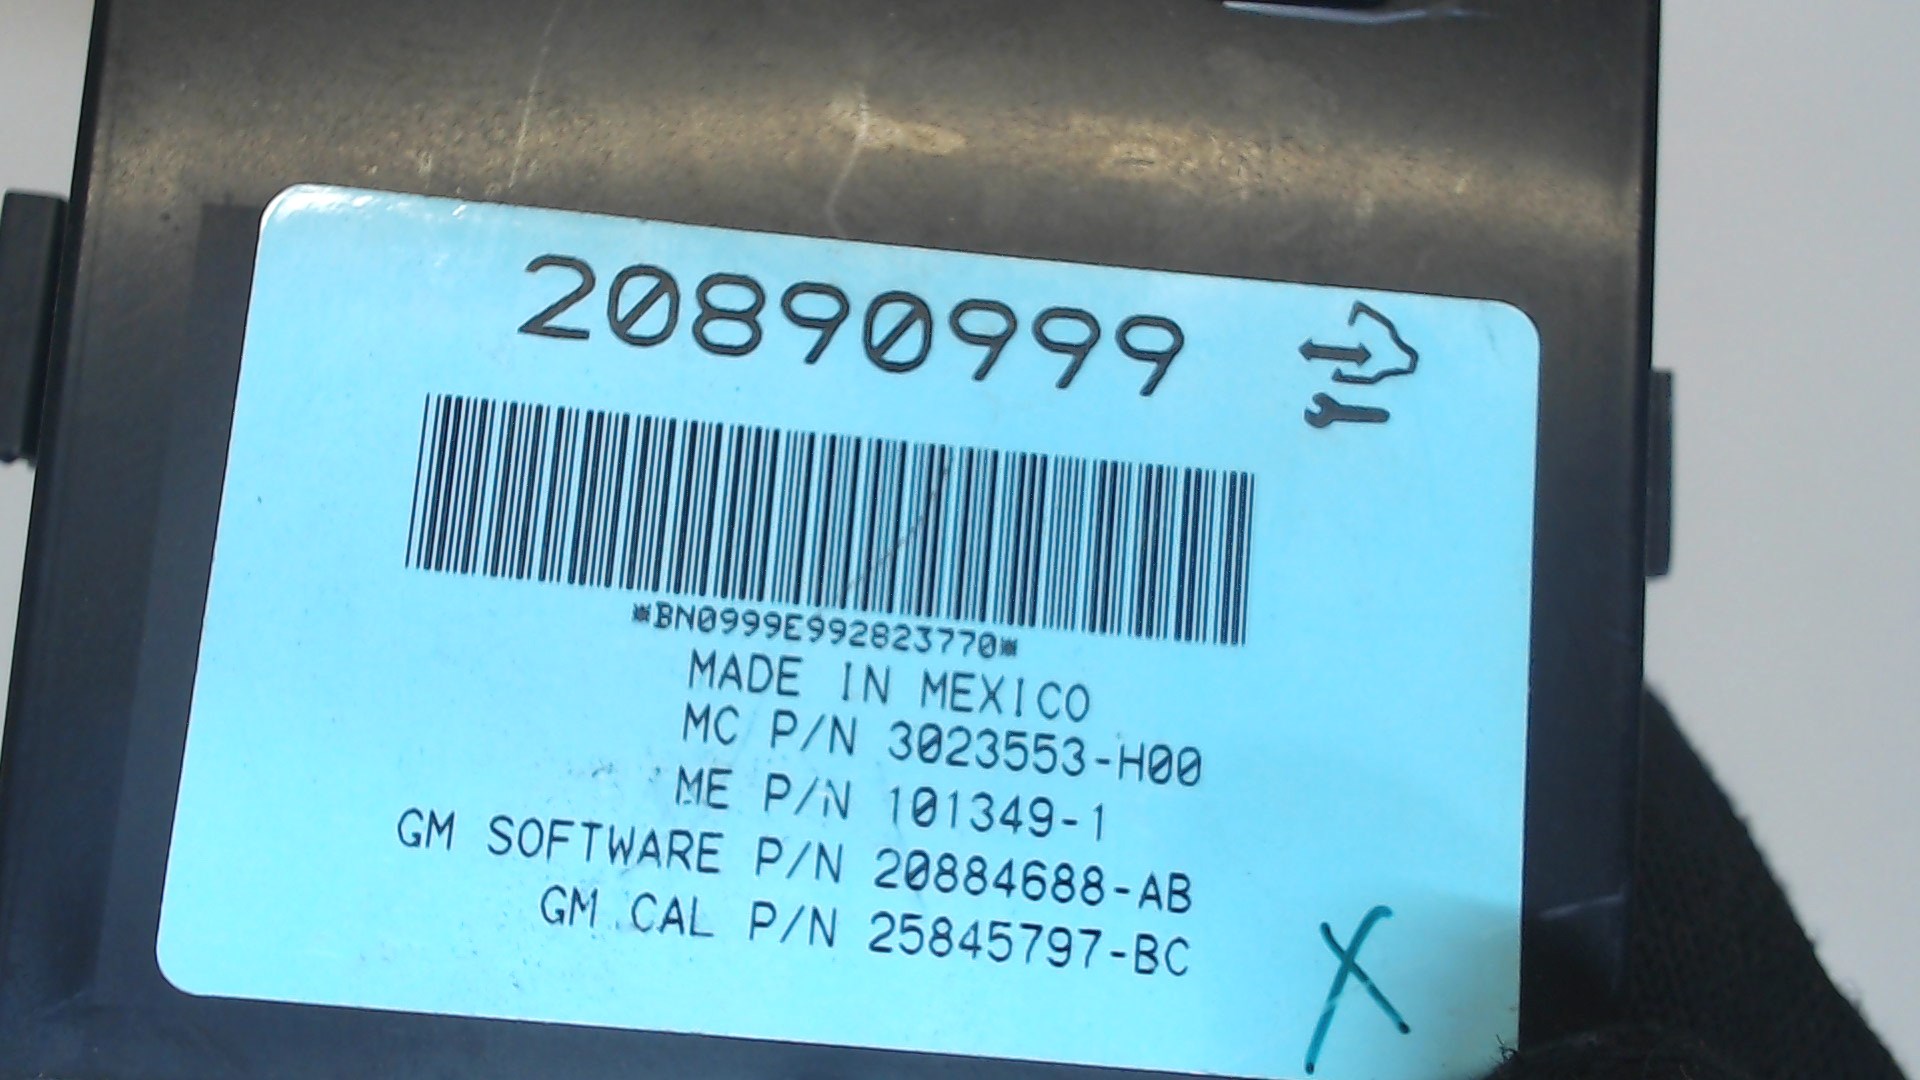 20890999
*BN0999E992823770*
MADE IN MEXICO
MC P/N 3023553-H00
ME P/N 101349-1
GM SOFTWARE P/N 20884688-AB
GM CAL P/N 25845797-BC
X